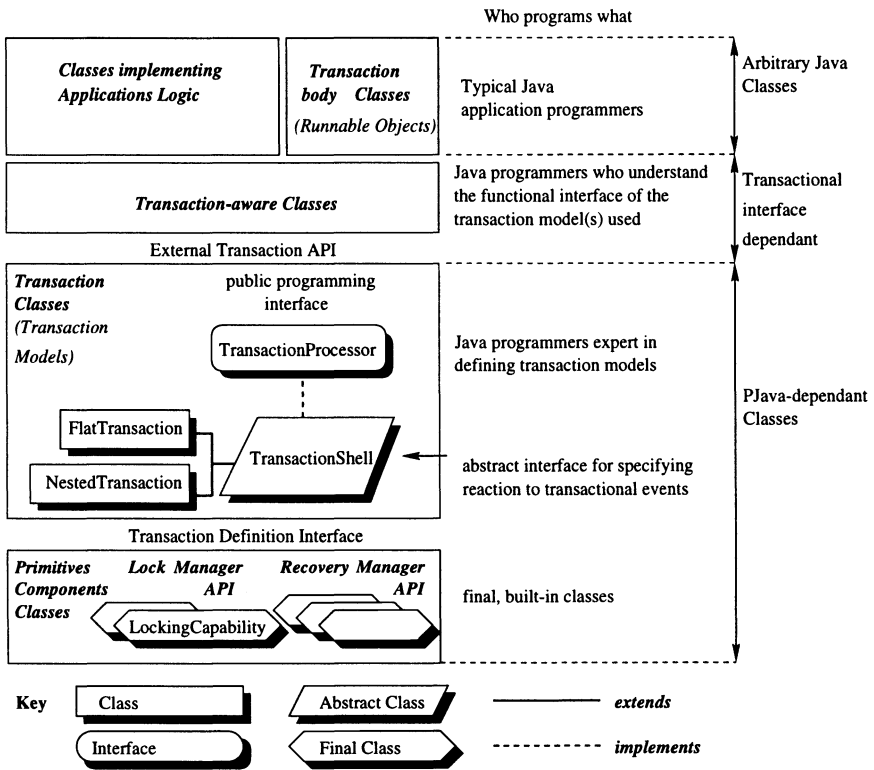 Who programs what
Classes implementing
Applications Logic
Transaction
body Classes
(Runnable Objects)
Typical Java
application programmers
Arbitrary Java
Classes
Transaction-aware Classes
Java programmers who understand
the functional interface of the
transaction model(s) used
Transactional
interface
dependant
External Transaction API
Transaction
Classes
(Transaction
Models)
public programming
interface
TransactionProcessor
Java programmers expert in
defining transaction models
PJava-dependant
Classes
FlatTransaction
NestedTransaction
TransactionShell
abstract interface for specifying
reaction to transactional events
Transaction Definition Interface
Primitives
Components
Classes
Lock Manager
API
Recovery Manager
API
LockingCapability
final, built-in classes
Key
Class
Abstract Class
extends
Interface
Final Class
implements